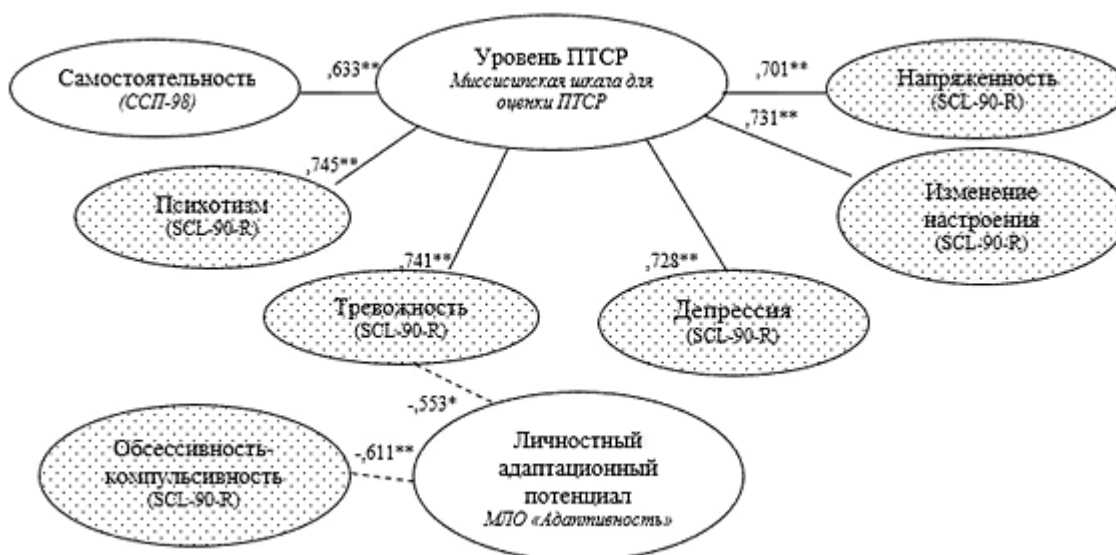 Уровень ПТСР
Миссисипская шкала для
оценки ПТСР
,633**
Самостоятельность
(ССП-98)
,701**
Напряженность
(SCL-90-R)
,731**
Изменение
настроения
(SCL-90-R)
,745**
Психотизм
(SCL-90-R)
,741**
Тревожность
(SCL-90-R)
,728**
Депрессия
(SCL-90-R)
-,553*
-,611**
Обсессивность-
компульсивность
(SCL-90-R)
Личностный
адаптационный
потенциал
МЛО «Адаптивность»